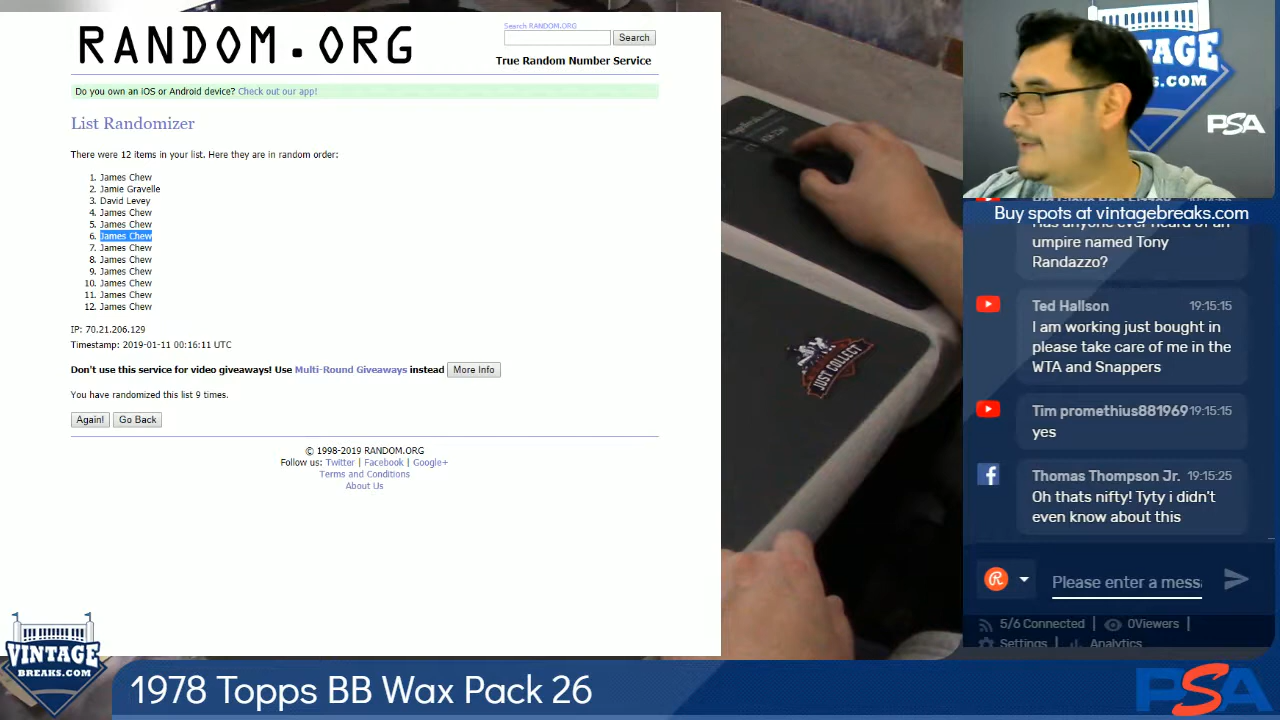 RANDOM.ORG
Search RANDOM.ORG
Search
True Random Number Service
Do you own an iOS or Android device? Check out our app!
List Randomizer
There were 12 items in your list. Here they are in random order:
1. James Chew
2. Jamie Gravelle
3. David Levey
4. James Chew
5. James Chew
6. James Chew
7. James Chew
8. James Chew
9. James Chew
10. James Chew
11. James Chew
12. James Chew
IP: 70.21.206.129
Timestamp: 2019-01-11 00:16:11 UTC
Don't use this service for video giveaways! Use Multi-Round Giveaways instead
More Info
You have randomized this list 9 times.
Again!
Go Back
© 1998-2019 RANDOM.ORG
Follow us: Twitter | Facebook | Google+
Terms and Conditions
About Us
JUST COLLECT
VINTAGE
KS.COM
PSA
Buy spots at vintagebreaks.com
umpire named Tony
Randazzo?
Ted Hallson 19:15:15
I am working just bought in
please take care of me in the
WTA and Snappers
Tim promethius881969 19:15:15
yes
Thomas Thompson Jr. 19:15:25
Oh thats nifty! Tyty i didn't
even know about this
Please enter a messa
5/6 Connected | 0Viewers |
Settings | Analytics
VINTAGE
BREAKS.COM
1978 Topps BB Wax Pack 26
PSA